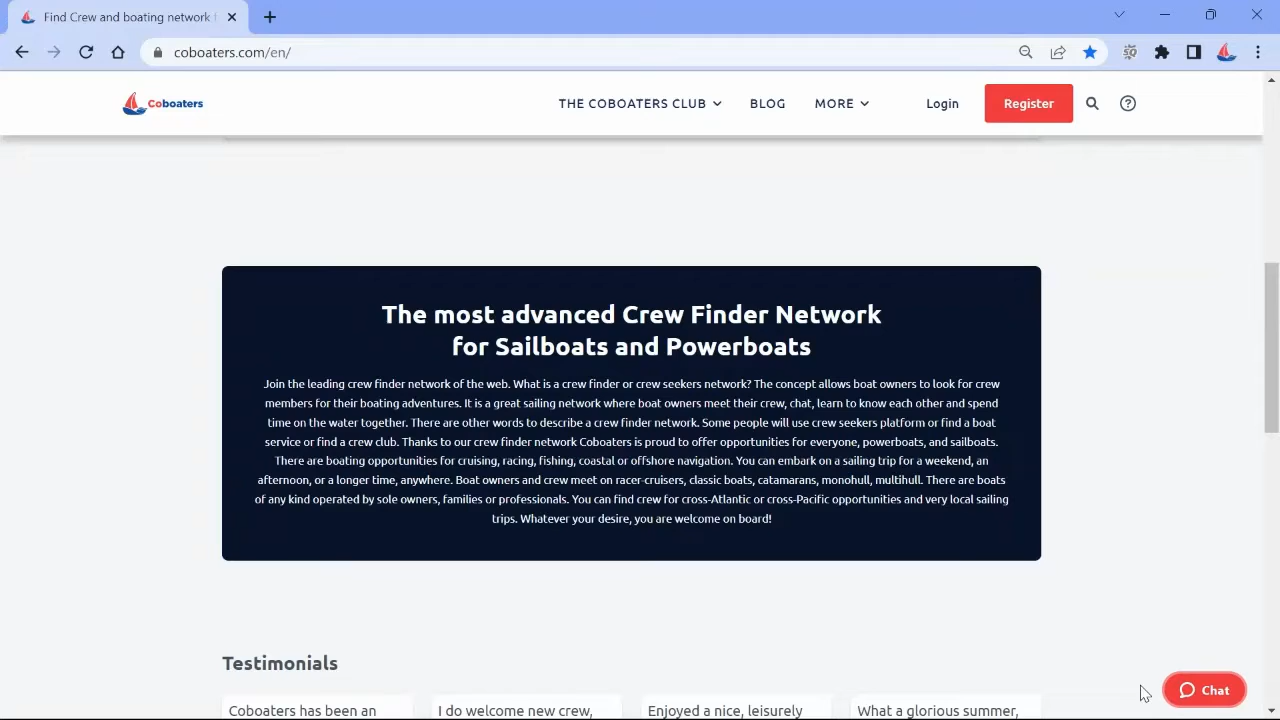 Find Crew and boating network
coboaters.com/en/
Coboaters
THE COBOATERS CLUB
BLOG
MORE
Login
Register
The most advanced Crew Finder Network
for Sailboats and Powerboats
Join the leading crew finder network of the web. What is a crew finder or crew seekers network? The concept allows boat owners to look for crew
members for their boating adventures. It is a great sailing network where boat owners meet their crew, chat, learn to know each other and spend
time on the water together. There are other words to describe a crew finder network. Some people will use crew seekers platform or find a boat
service or find a crew club. Thanks to our crew finder network Coboaters is proud to offer opportunities for everyone, powerboats, and sailboats.
There are boating opportunities for cruising, racing, fishing, coastal or offshore navigation. You can embark on a sailing trip for a weekend, an
afternoon, or a longer time, anywhere. Boat owners and crew meet on racer-cruisers, classic boats, catamarans, monohull, multihull. There are boats
of any kind operated by sole owners, families or professionals. You can find crew for cross-Atlantic or cross-Pacific opportunities and very local sailing
trips. Whatever your desire, you are welcome on board!
Testimonials
Chat
Coboaters has been an
I do welcome new crew,
Enjoyed a nice, leisurely
What a glorious summer,